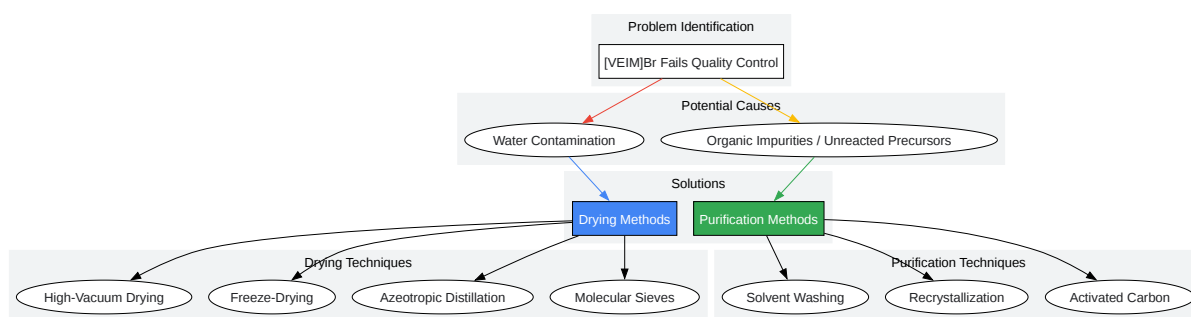 Problem Identification
[VEIM]Br Fails Quality Control
Potential Causes
Water Contamination
Organic Impurities / Unreacted Precursors
Solutions
Drying Methods
Purification Methods
Drying Techniques
Purification Techniques
High-Vacuum Drying
Freeze-Drying
Azeotropic Distillation
Molecular Sieves
Solvent Washing
Recrystallization
Activated Carbon